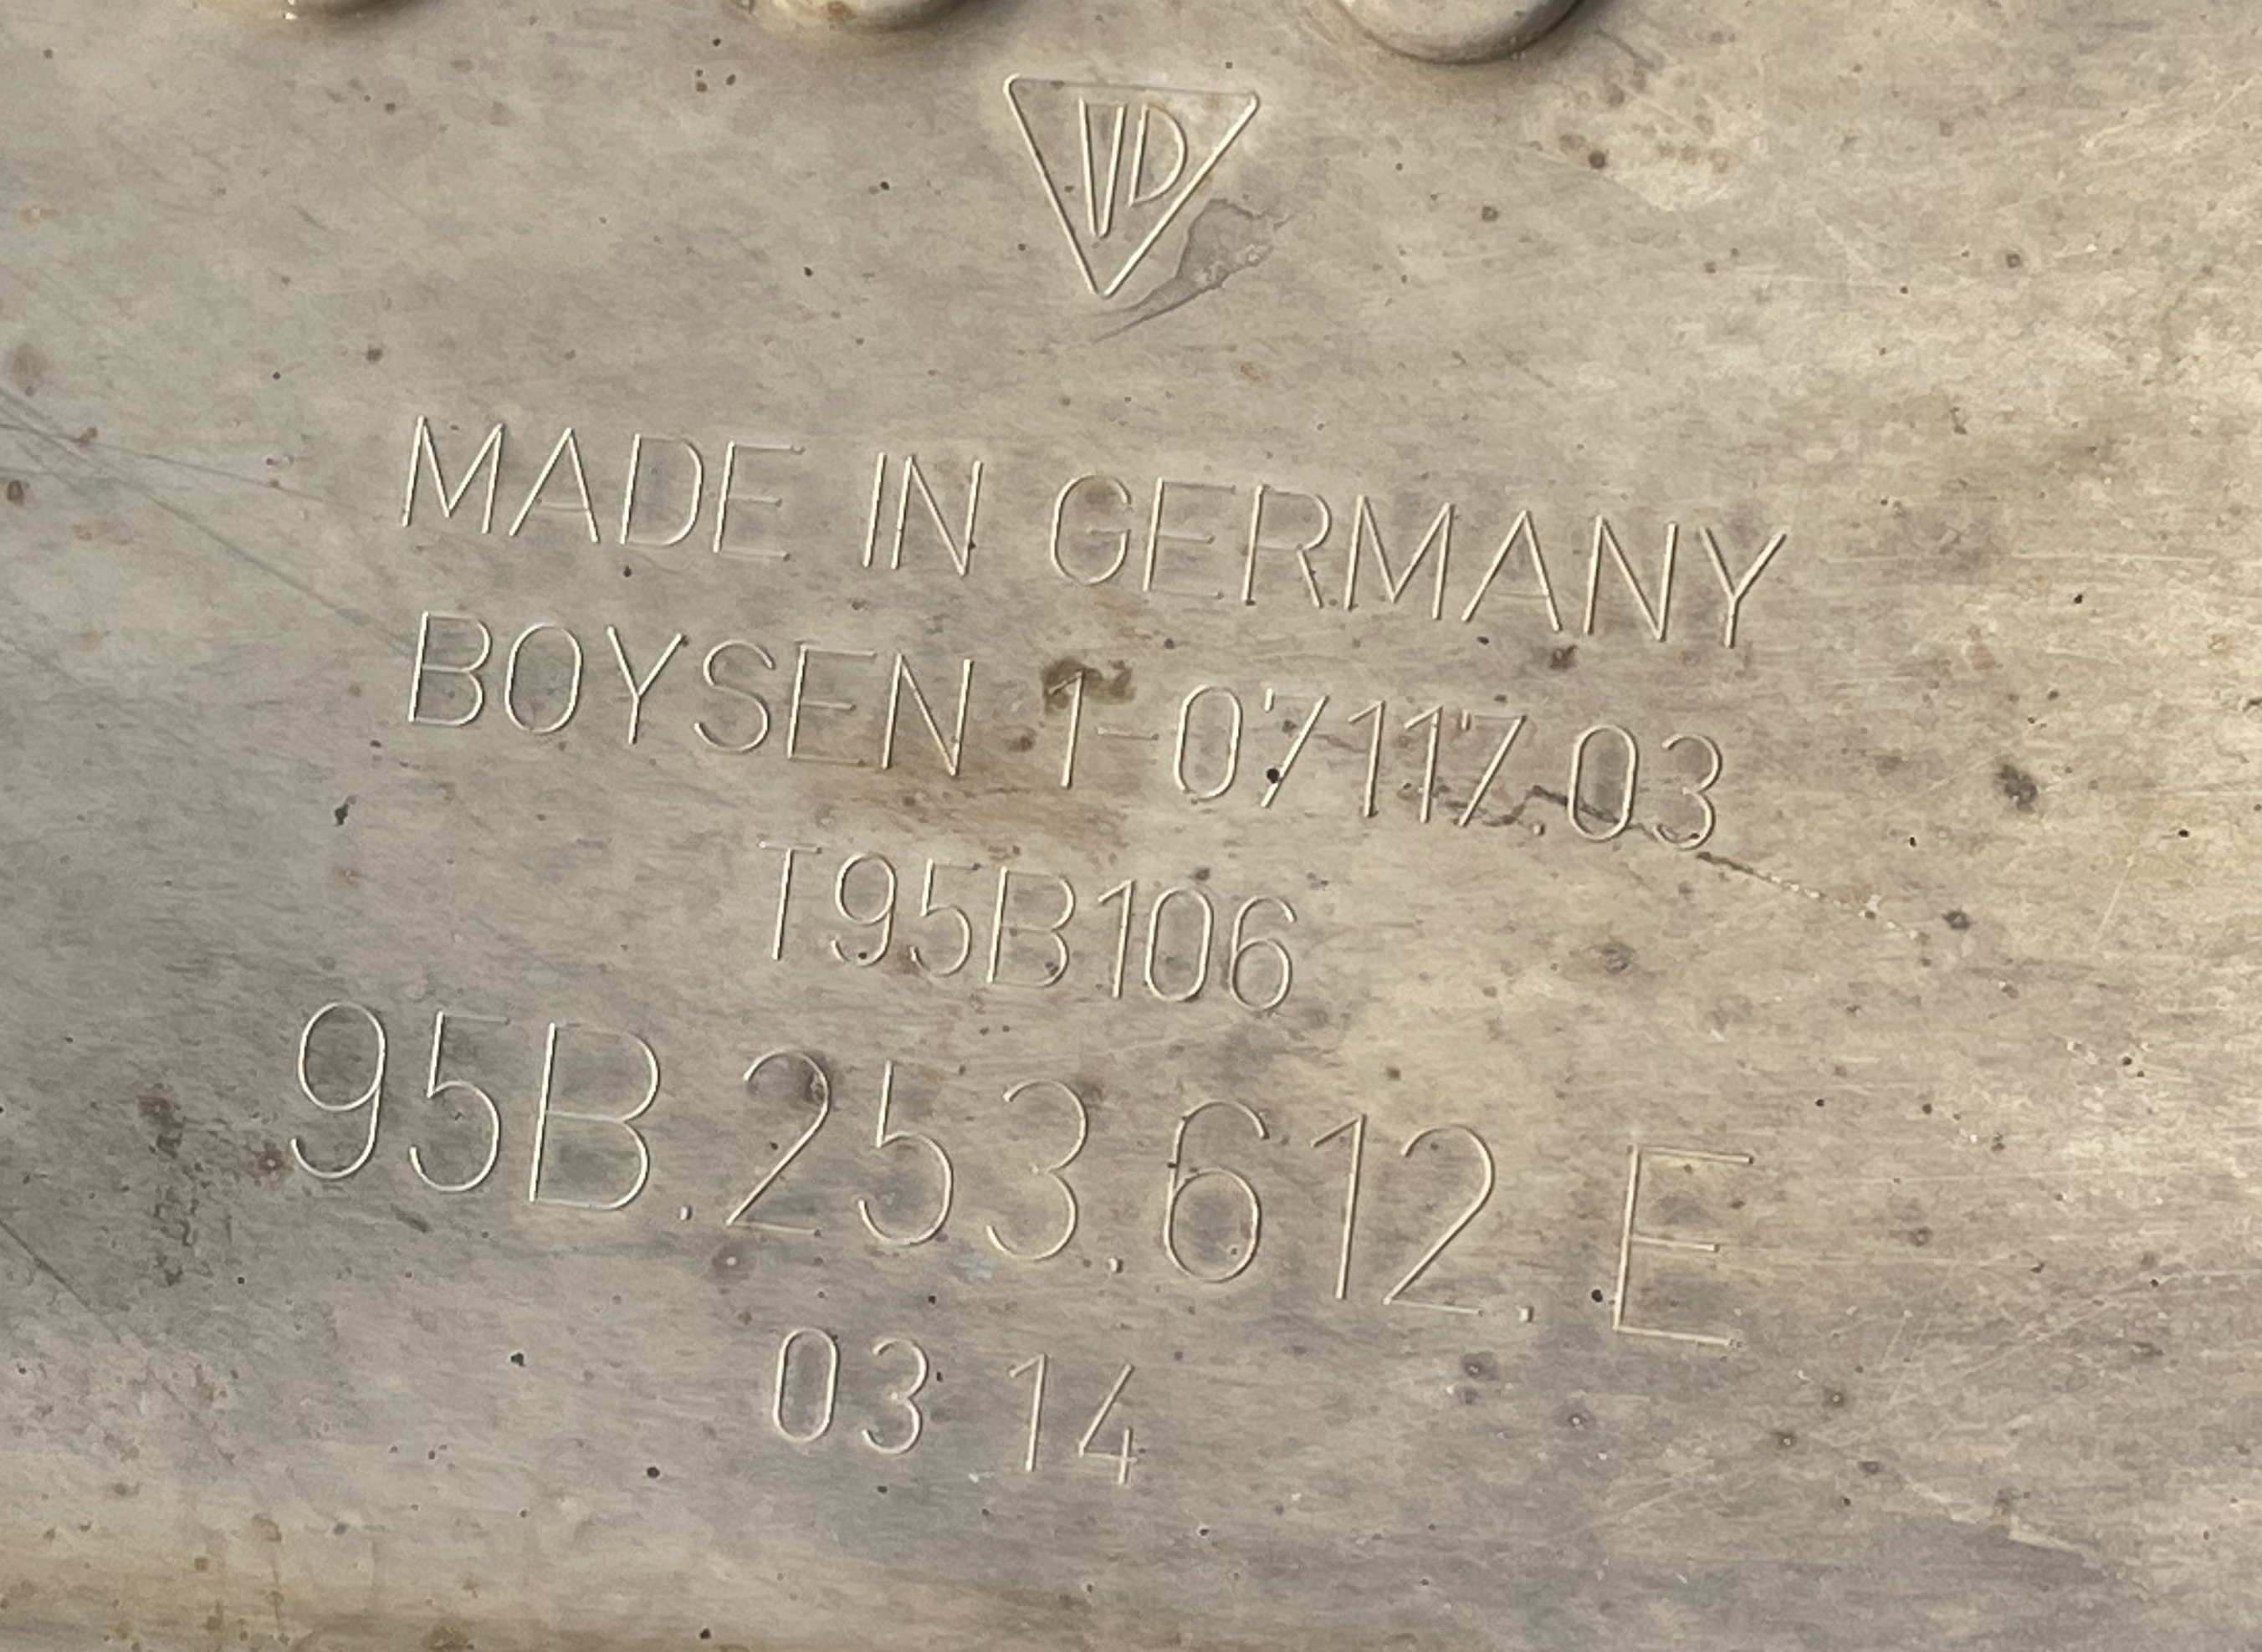 MADE IN GERMANY
BOYSEN 1-07117.03
T95B106
95B.253.612.E
03 14